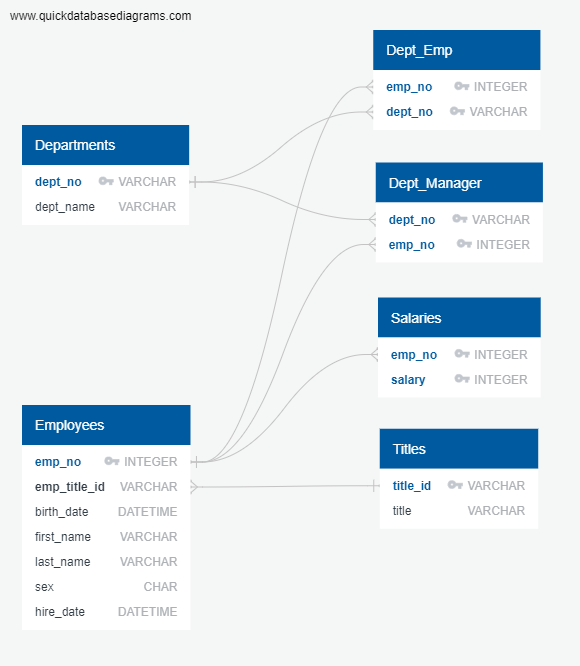 www.quickdatabasediagrams.com
Dept_Emp
emp_no INTEGER
dept_no VARCHAR
Departments
dept_no VARCHAR
dept_name VARCHAR
Dept_Manager
dept_no VARCHAR
emp_no INTEGER
Salaries
emp_no INTEGER
salary INTEGER
Employees
emp_no INTEGER
emp_title_id VARCHAR
birth_date DATETIME
first_name VARCHAR
last_name VARCHAR
sex CHAR
hire_date DATETIME
Titles
title_id VARCHAR
title VARCHAR